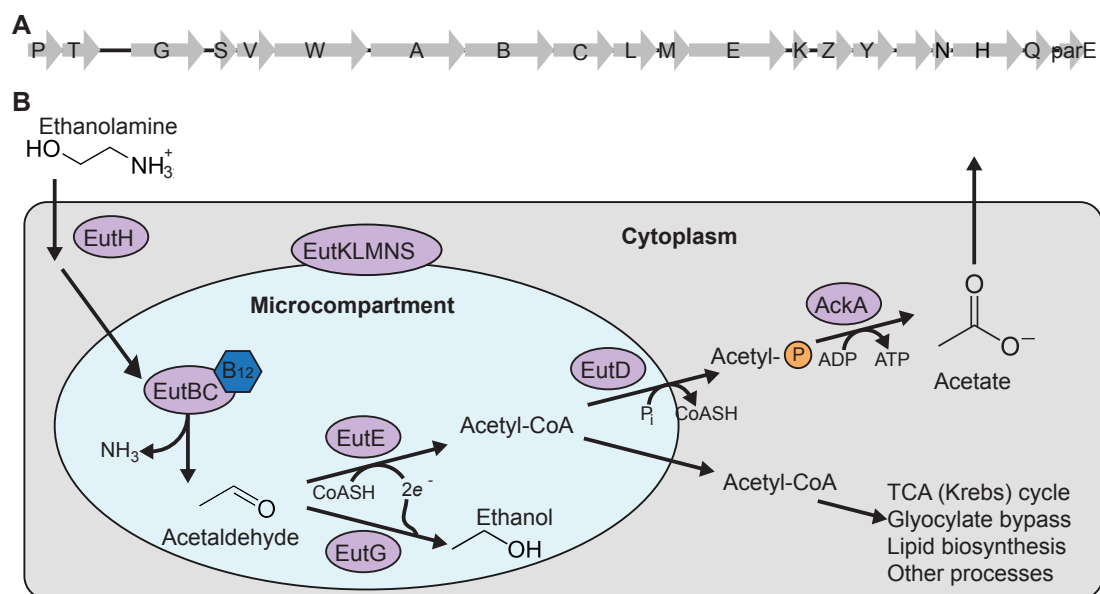 A
P T G S V W A B C L M E K Z Y N H Q parE
B
Ethanolamine
HO
NH3+
EutH
EutKLMNS
Cytoplasm
Microcompartment
AckA
O
B12
EutBC
EutD
Acetyl- P
ADP
ATP
O–
Acetate
Pi
CoASH
NH3
EutE
Acetyl-CoA
Acetyl-CoA
CoASH
2e-
O
Acetaldehyde
Ethanol
OH
EutG
TCA (Krebs) cycle
Glyocylate bypass
Lipid biosynthesis
Other processes